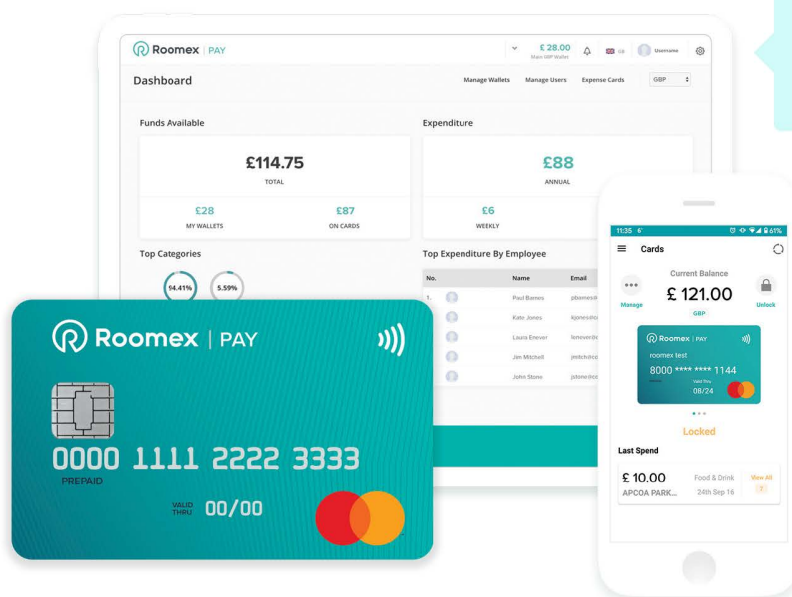 Roomex | PAY
£ 28.00
Main GBP Wallet
GB
Username
Dashboard
Manage Wallets
Manage Users
Expense Cards
GBP
Funds Available
£114.75
TOTAL
£28
MY WALLETS
£87
ON CARDS
Expenditure
£88
ANNUAL
£6
WEEKLY
Top Categories
94.41%
5.59%
Top Expenditure By Employee
No. Name Email
1. Paul Barnes
Kate Jones
Laura Enever
Jim Mitchell
John Stone
Roomex | PAY
0000 1111 2222 3333
PREPAID
VALID
THRU
00/00
11:35
61%
Cards
Current Balance
£ 121.00
GBP
Manage
Unlock
Roomex | PAY
roomex test
8000 **** **** 1144
Valid Thru
08/24
Locked
Last Spend
£ 10.00
Food & Drink
View All
APCOA PARK...
24th Sep 16
2